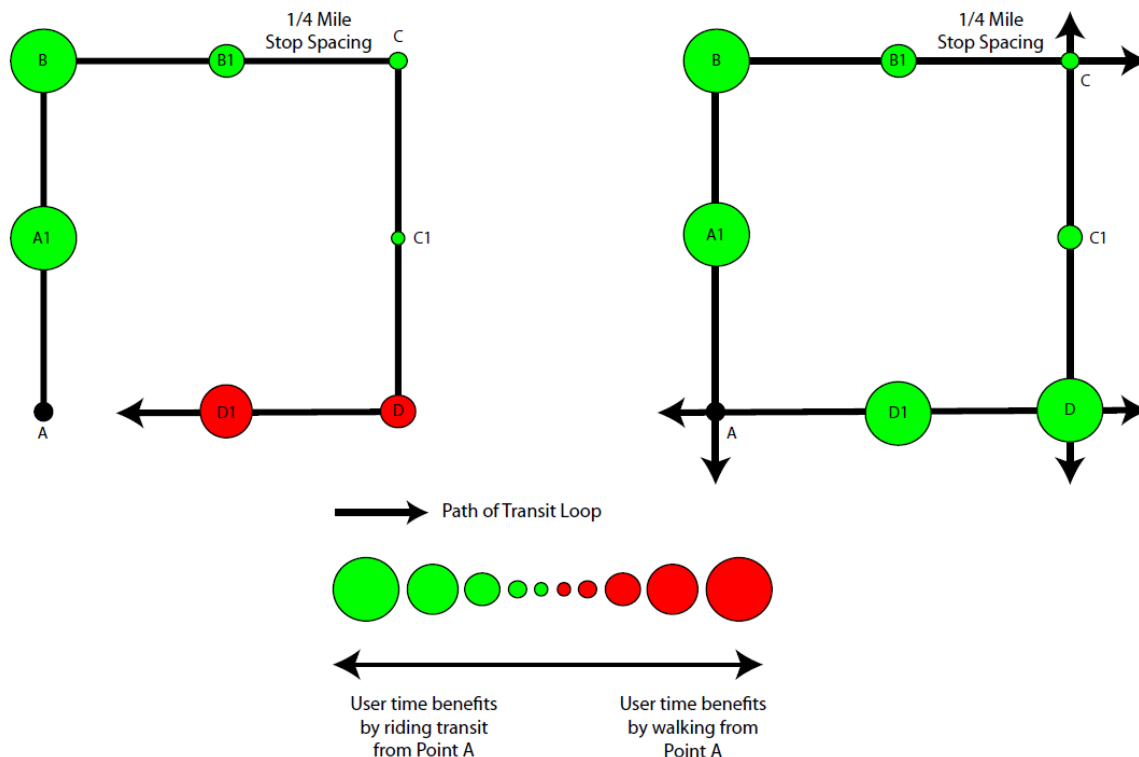 1/4 Mile
Stop Spacing
B
B1
C
A1
C1
A
D1
D
1/4 Mile
Stop Spacing
B
B1
C
A1
C1
A
D1
D
Path of Transit Loop
User time benefits
by riding transit
from Point A
User time benefits
by walking from
Point A